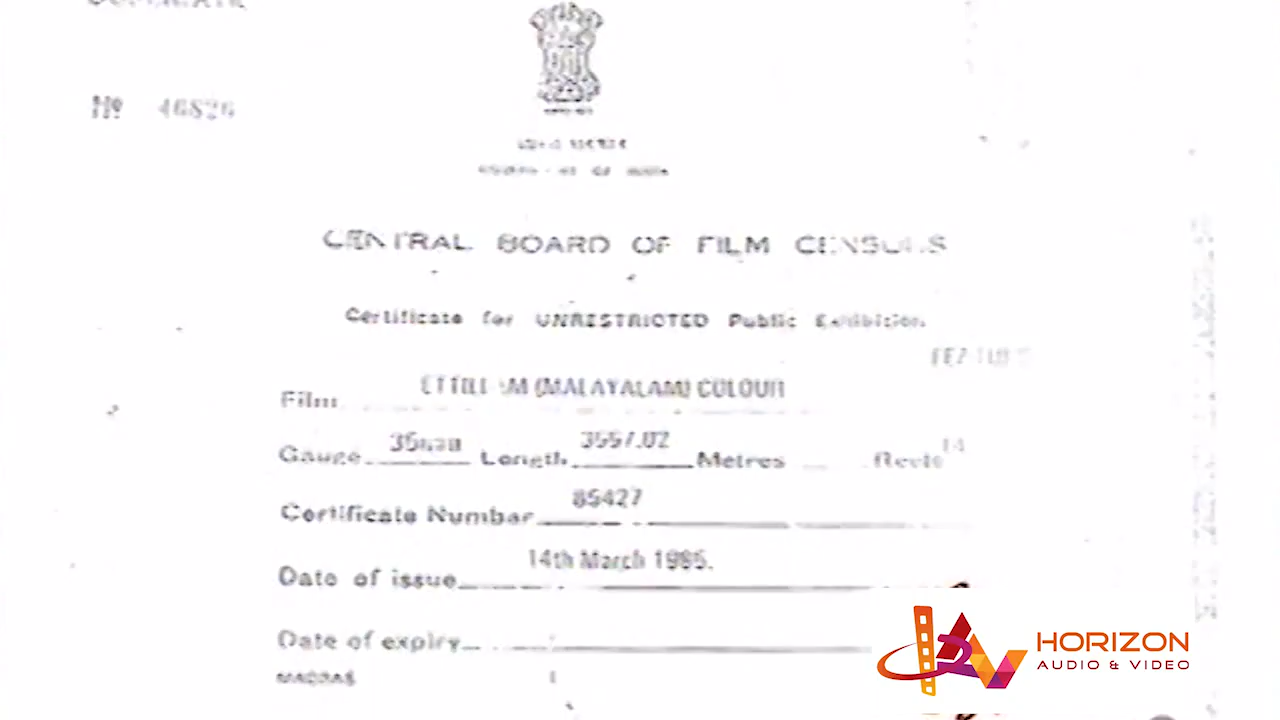 DUPLICATE
Nº 46826
CENTRAL BOARD OF FILM CENSORS
Certificate for UNRESTRICTED Public Exhibition
Film (MALAYALAM) COLOUR
Gauge 35mm Length 3557.02 Metres Reels 14
Certificate Number 85427
Date of issue 14th March 1985.
Date of expiry
MADRAS
HORIZON
AUDIO & VIDEO